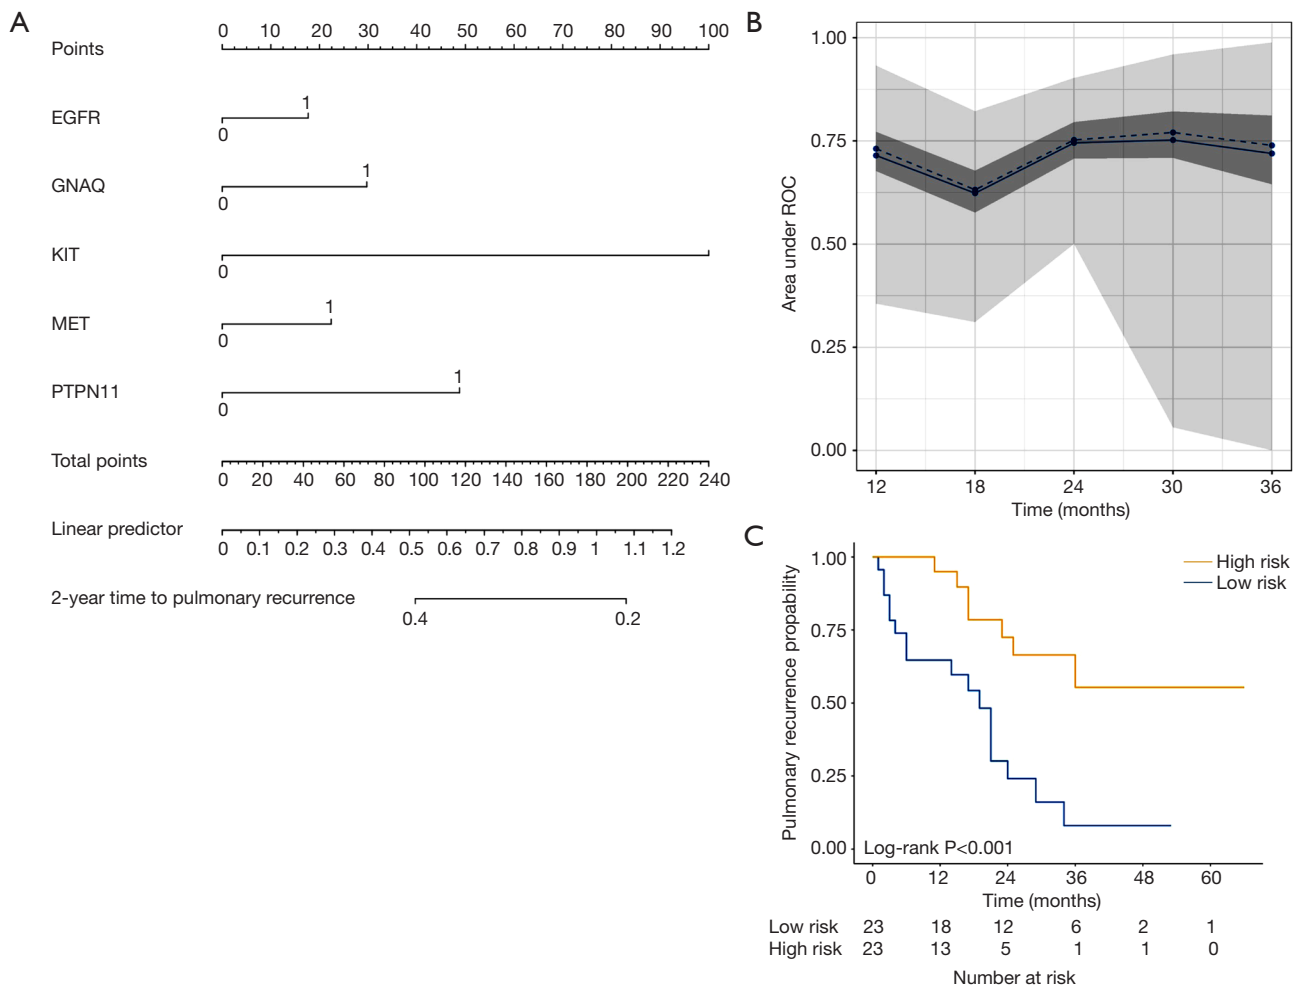 A
Points
0 10 20 30 40 50 60 70 80 90 100
EGFR
0 1
GNAQ
0 1
KIT
0
MET
0 1
PTPN11
0 1
Total points
0 20 40 60 80 100 120 140 160 180 200 220 240
Linear predictor
0 0.1 0.2 0.3 0.4 0.5 0.6 0.7 0.8 0.9 1 1.1 1.2
2-year time to pulmonary recurrence
0.4 0.2
B
Area under ROC
1.00
0.75
0.50
0.25
0.00
12 18 24 30 36
Time (months)
C
Pulmonary recurrence propability
1.00
0.75
0.50
0.25
0.00
High risk
Low risk
Log-rank P<0.001
0 12 24 36 48 60
Time (months)
Low risk 23 18 12 6 2 1
High risk 23 13 5 1 1 0
Number at risk